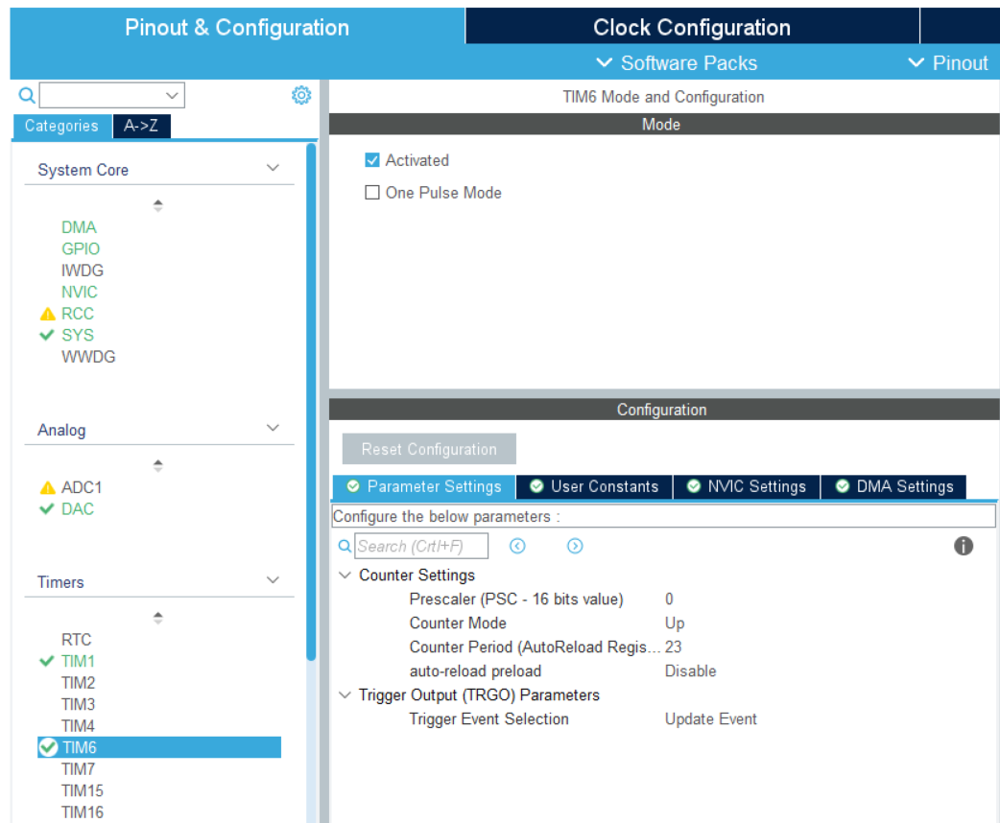 Pinout & Configuration
Clock Configuration
Software Packs
Pinout
Categories
A->Z
System Core
DMA
GPIO
IWDG
NVIC
RCC
SYS
WWDG
Analog
ADC1
DAC
Timers
RTC
TIM1
TIM2
TIM3
TIM4
TIM6
TIM7
TIM15
TIM16
TIM6 Mode and Configuration
Mode
Activated
One Pulse Mode
Configuration
Reset Configuration
Parameter Settings
User Constants
NVIC Settings
DMA Settings
Configure the below parameters :
Search (Crtl+F)
Counter Settings
Prescaler (PSC - 16 bits value) 0
Counter Mode Up
Counter Period (AutoReload Regis... 23
auto-reload preload Disable
Trigger Output (TRGO) Parameters
Trigger Event Selection Update Event